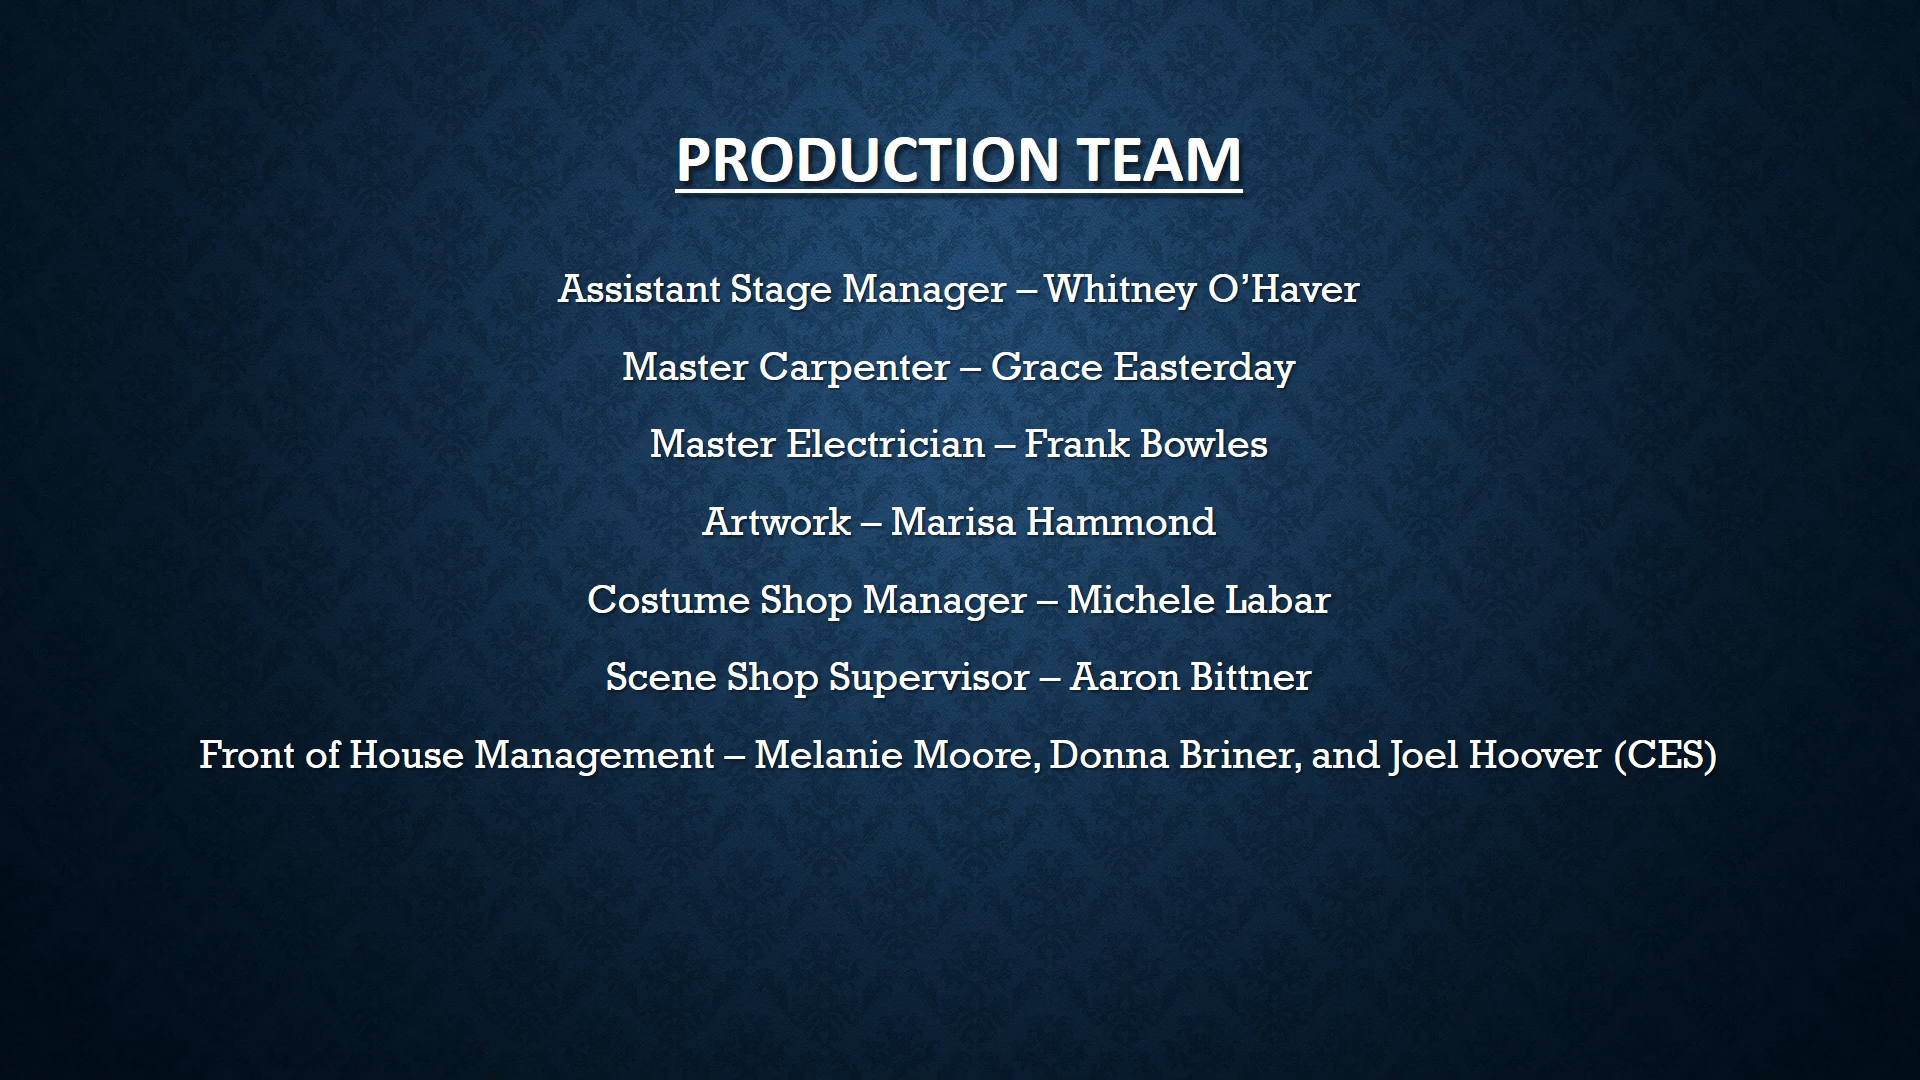 PRODUCTION TEAM
Assistant Stage Manager – Whitney O’Haver
Master Carpenter – Grace Easterday
Master Electrician – Frank Bowles
Artwork – Marisa Hammond
Costume Shop Manager – Michele Labar
Scene Shop Supervisor – Aaron Bittner
Front of House Management – Melanie Moore, Donna Briner, and Joel Hoover (CES)